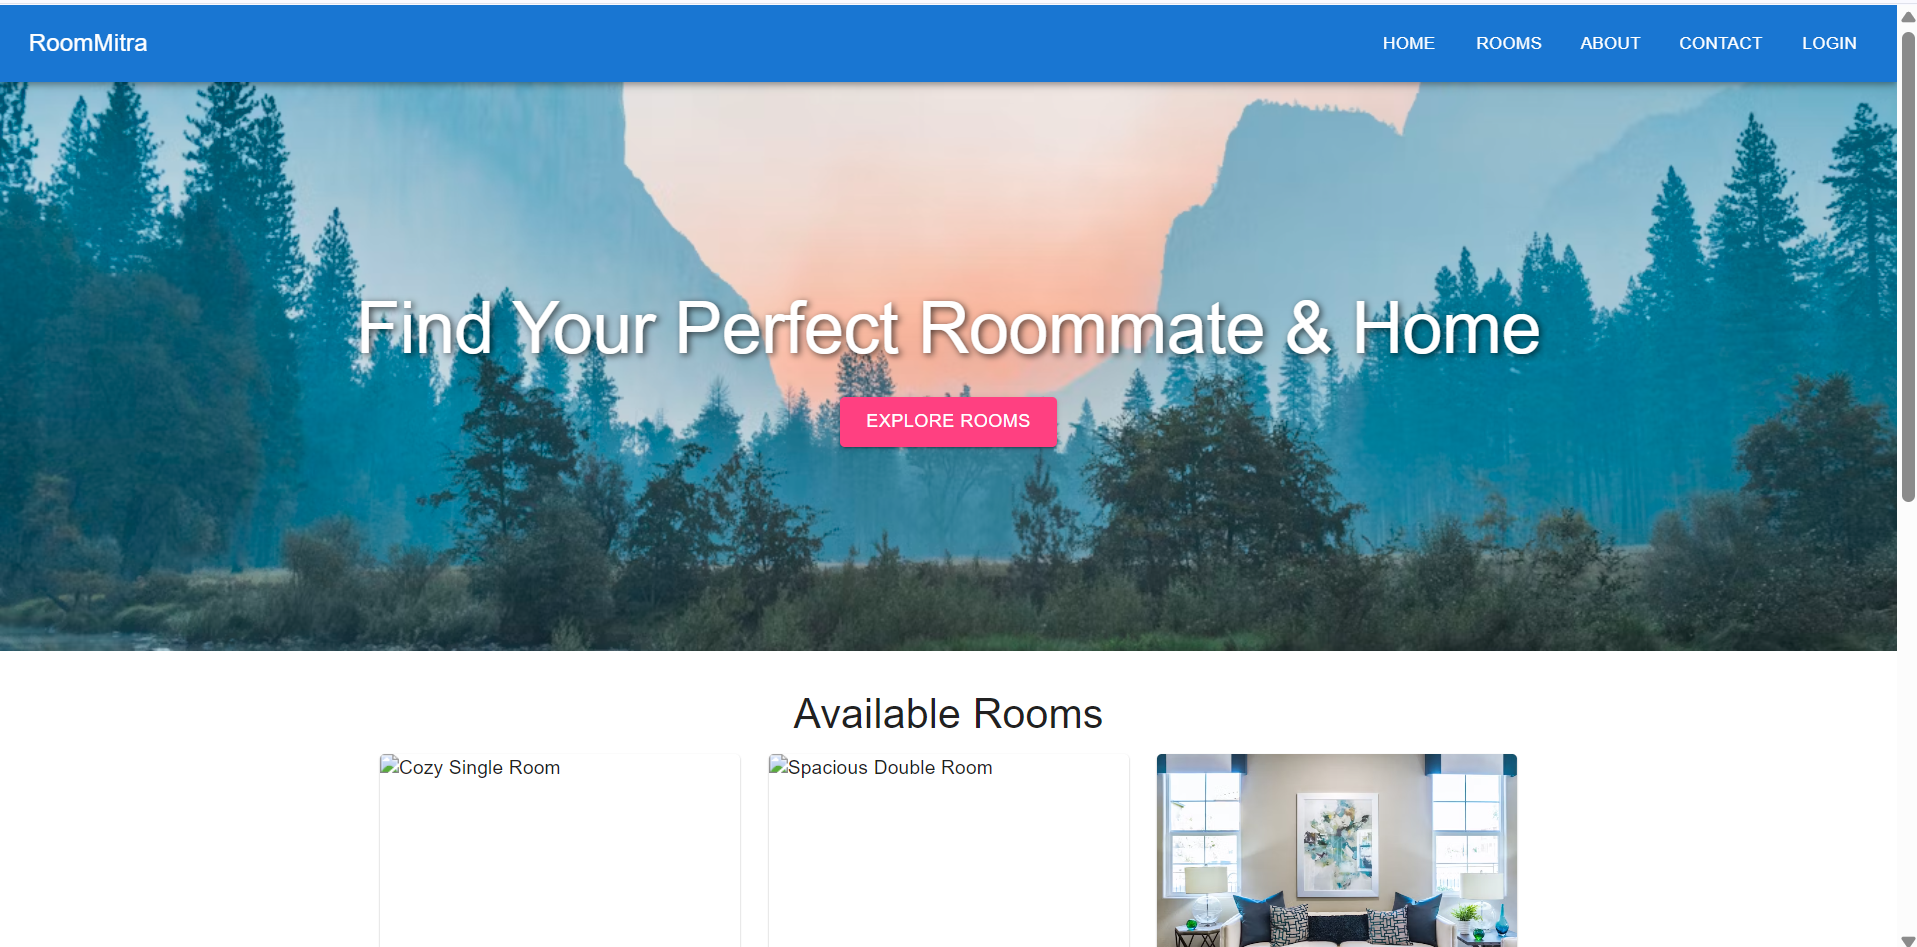 RoomMitra
HOME ROOMS ABOUT CONTACT LOGIN
Find Your Perfect Roommate & Home
EXPLORE ROOMS
Available Rooms
Cozy Single Room
Spacious Double Room